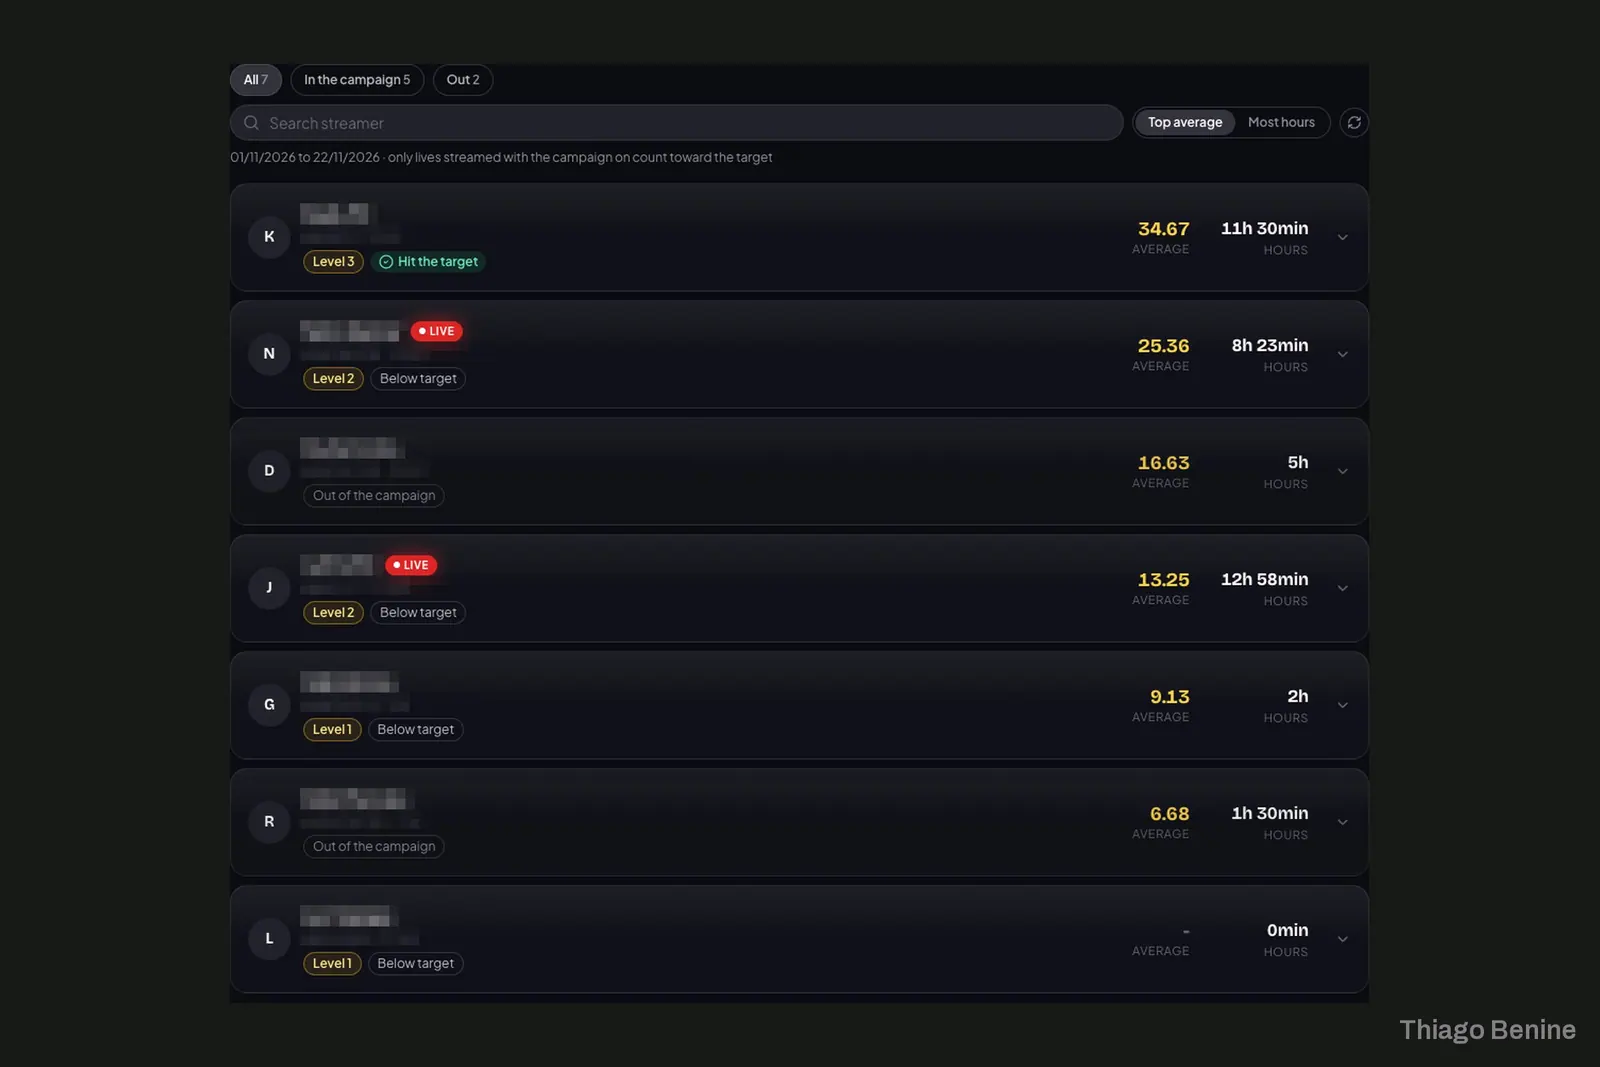 All 7 In the campaign 5 Out 2
Search streamer Top average Most hours
01/11/2026 to 22/11/2026 · only lives streamed with the campaign on count toward the target
K
Level 3 Hit the target
34.67 AVERAGE
11h 30min HOURS
N
LIVE
Level 2 Below target
25.36 AVERAGE
8h 23min HOURS
D
Out of the campaign
16.63 AVERAGE
5h HOURS
J
LIVE
Level 2 Below target
13.25 AVERAGE
12h 58min HOURS
G
Level 1 Below target
9.13 AVERAGE
2h HOURS
R
Out of the campaign
6.68 AVERAGE
1h 30min HOURS
L
Level 1 Below target
- AVERAGE
0min HOURS
Thiago Benine